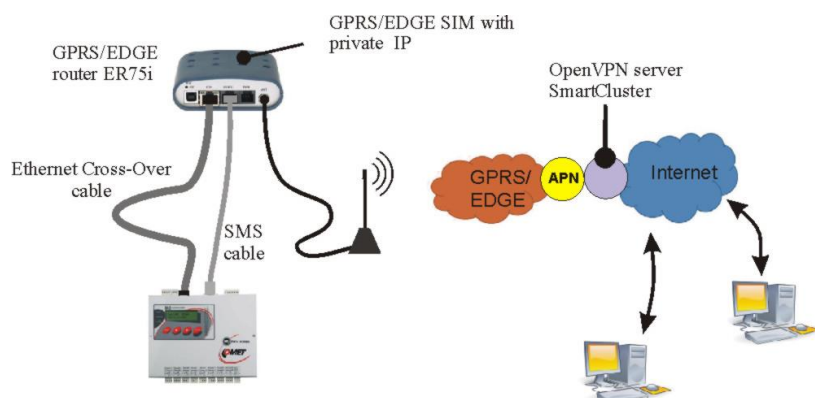 GPRS/EDGE SIM with
private IP
GPRS/EDGE
router ER75i
OpenVPN server
SmartCluster
Ethernet Cross-Over
cable
SMS
cable
GPRS/
EDGE
APN
Internet
COMET